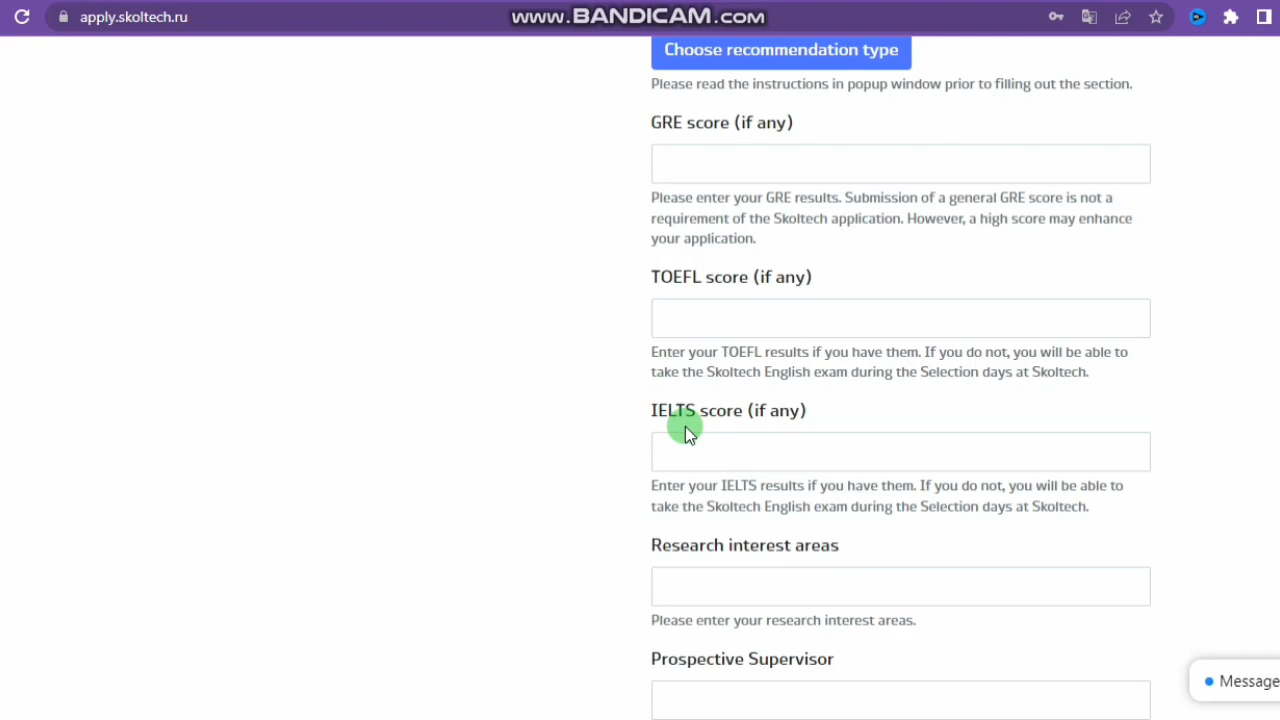 apply.skoltech.ru
www.BANDICAM.com
Choose recommendation type
Please read the instructions in popup window prior to filling out the section.
GRE score (if any)
Please enter your GRE results. Submission of a general GRE score is not a
requirement of the Skoltech application. However, a high score may enhance
your application.
TOEFL score (if any)
Enter your TOEFL results if you have them. If you do not, you will be able to
take the Skoltech English exam during the Selection days at Skoltech.
IELTS score (if any)
Enter your IELTS results if you have them. If you do not, you will be able to
take the Skoltech English exam during the Selection days at Skoltech.
Research interest areas
Please enter your research interest areas.
Prospective Supervisor
Message